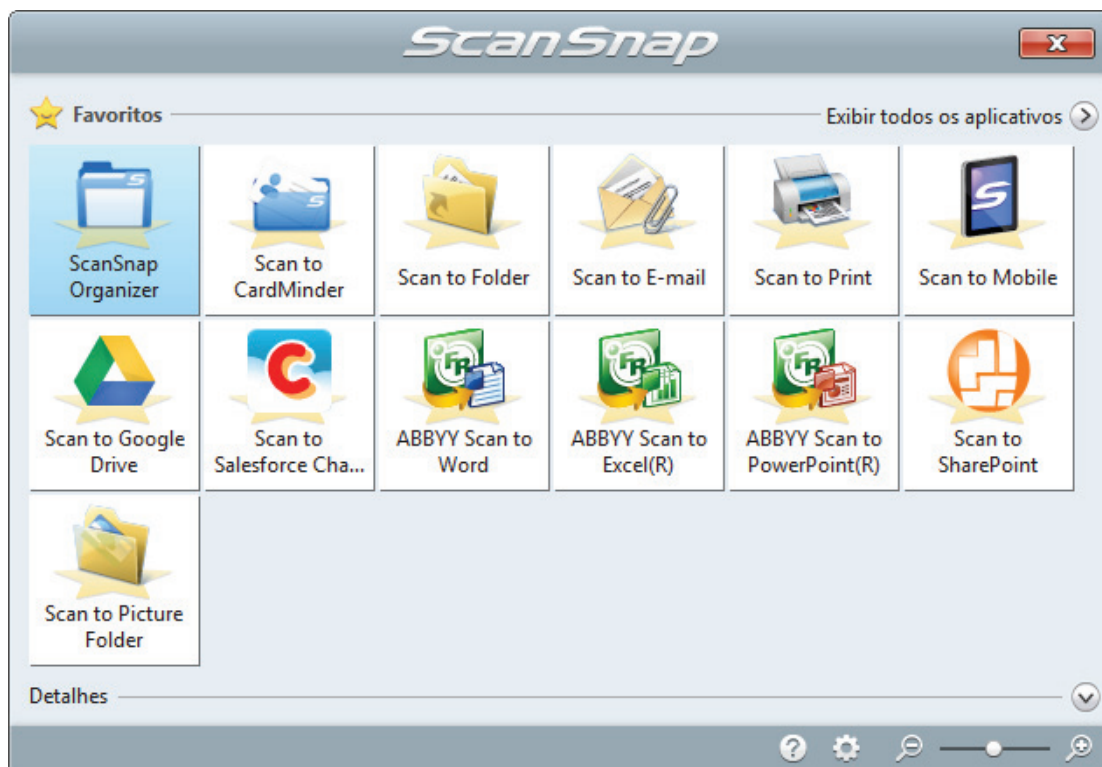 ScanSnap
Favoritos
Exibir todos os aplicativos
ScanSnap
Organizer
Scan to
CardMinder
Scan to Folder
Scan to E-mail
Scan to Print
Scan to Mobile
Scan to Google
Drive
Scan to
Salesforce Cha...
ABBYY Scan to
Word
ABBYY Scan to
Excel(R)
ABBYY Scan to
PowerPoint(R)
Scan to
SharePoint
Scan to Picture
Folder
Detalhes